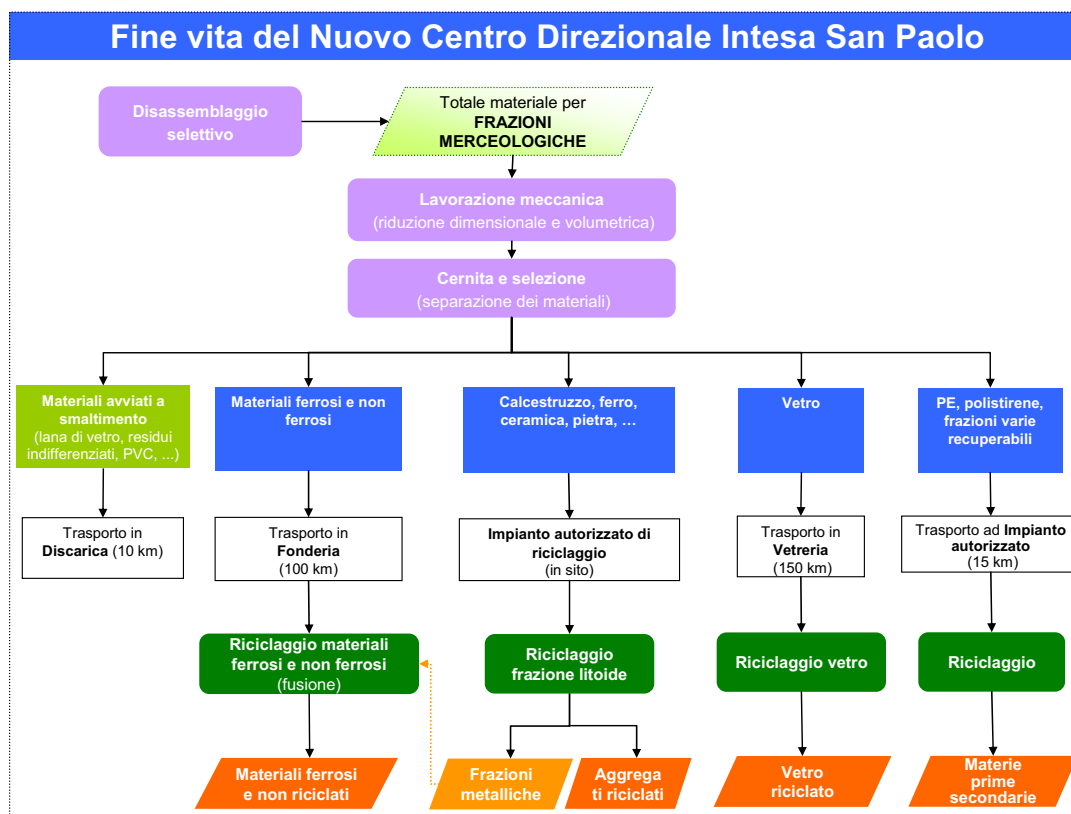 Fine vita del Nuovo Centro Direzionale Intesa San Paolo
Disassemblaggio
selettivo
Totale materiale per
FRAZIONI
MERCEOLOGICHE
Lavorazione meccanica
(riduzione dimensionale e volumetrica)
Cernita e selezione
(separazione dei materiali)
Materiali avviati a
smaltimento
(lana di vetro, residui
indifferenziati, PVC, ...)
Materiali ferrosi e non
ferrosi
Calcestruzzo, ferro,
ceramica, pietra, …
Vetro
PE, polistirene,
frazioni varie
recuperabili
Trasporto in
Discarica (10 km)
Trasporto in
Fonderia
(100 km)
Impianto autorizzato di
riciclaggio
(in sito)
Trasporto in
Vetreria
(150 km)
Trasporto ad Impianto
autorizzato
(15 km)
Riciclaggio materiali
ferrosi e non ferrosi
(fusione)
Riciclaggio
frazione litoide
Riciclaggio vetro
Riciclaggio
Materiali ferrosi
e non riciclati
Frazioni
metalliche
Aggrega
ti riciclati
Vetro
riciclato
Materie
prime
secondarie